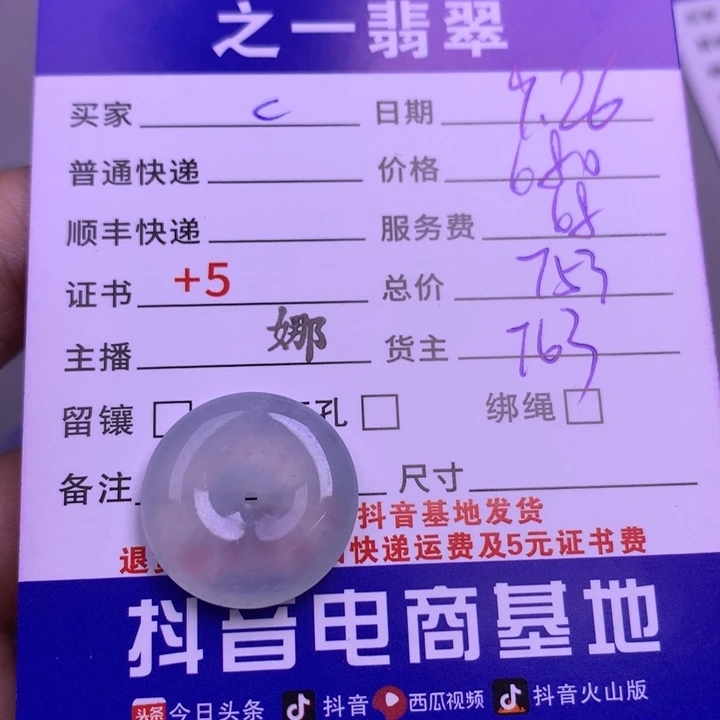 之一翡翠
买家 C 日期 4.26
普通快递 价格 680
顺丰快递 服务费 68
证书 +5 总价 753
主播 娜 货主 763
留镶 孔 绑绳
备注 尺寸
抖音基地发货
退 快递运费及5元证书费
抖音电商基地
头条 今日头条 抖音 西瓜视频 抖音火山版